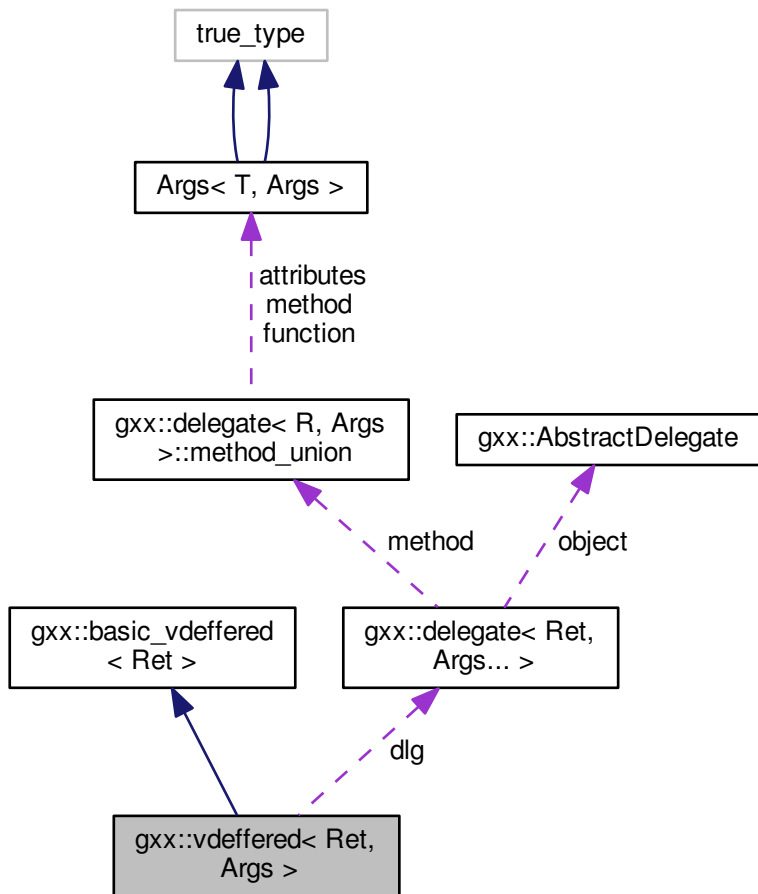 true_type
Args< T, Args >
attributes
method
function
gxx::delegate< R, Args
>::method_union
gxx::AbstractDelegate
method
object
gxx::basic_vdeffered
< Ret >
gxx::delegate< Ret,
Args... >
dlg
gxx::vdeffered< Ret,
Args >